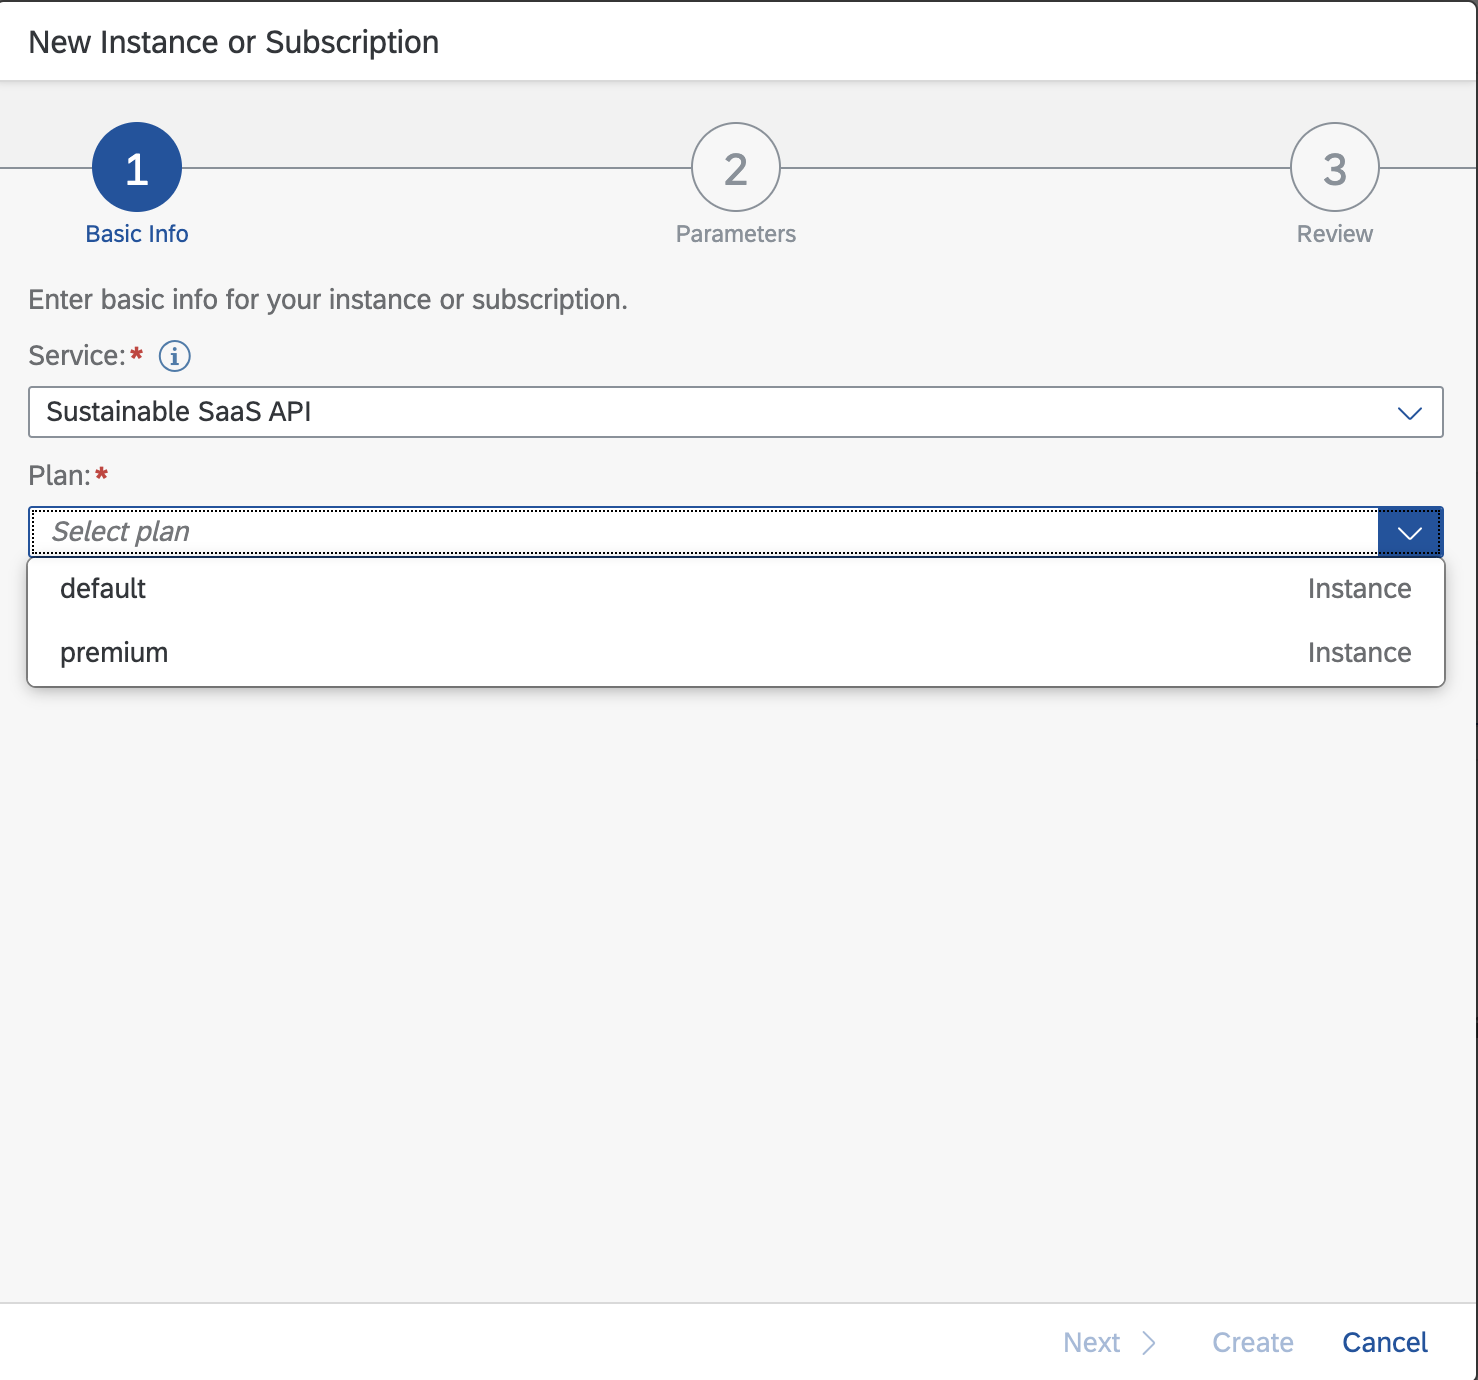 New Instance or Subscription
1
2
3
Basic Info
Parameters
Review
Enter basic info for your instance or subscription.
Service:*
Sustainable SaaS API
Plan:*
Select plan
default Instance
premium Instance
Next Create Cancel